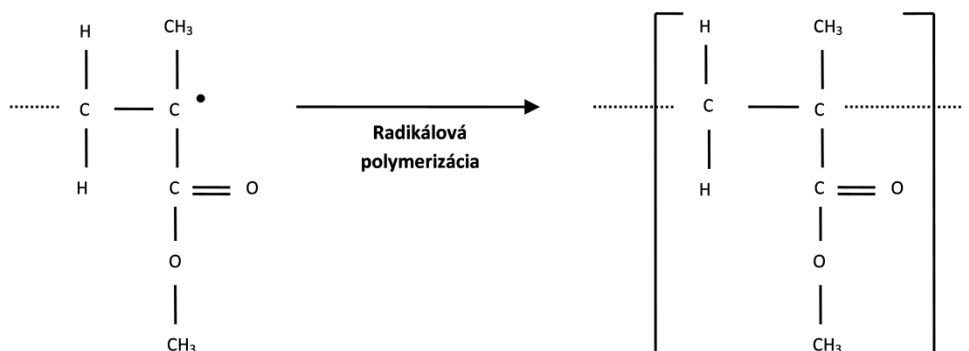 H CH₃ H CH₃
C C • Radikálová C C
polymerizácia
H C O H C O
O O
CH₃ CH₃